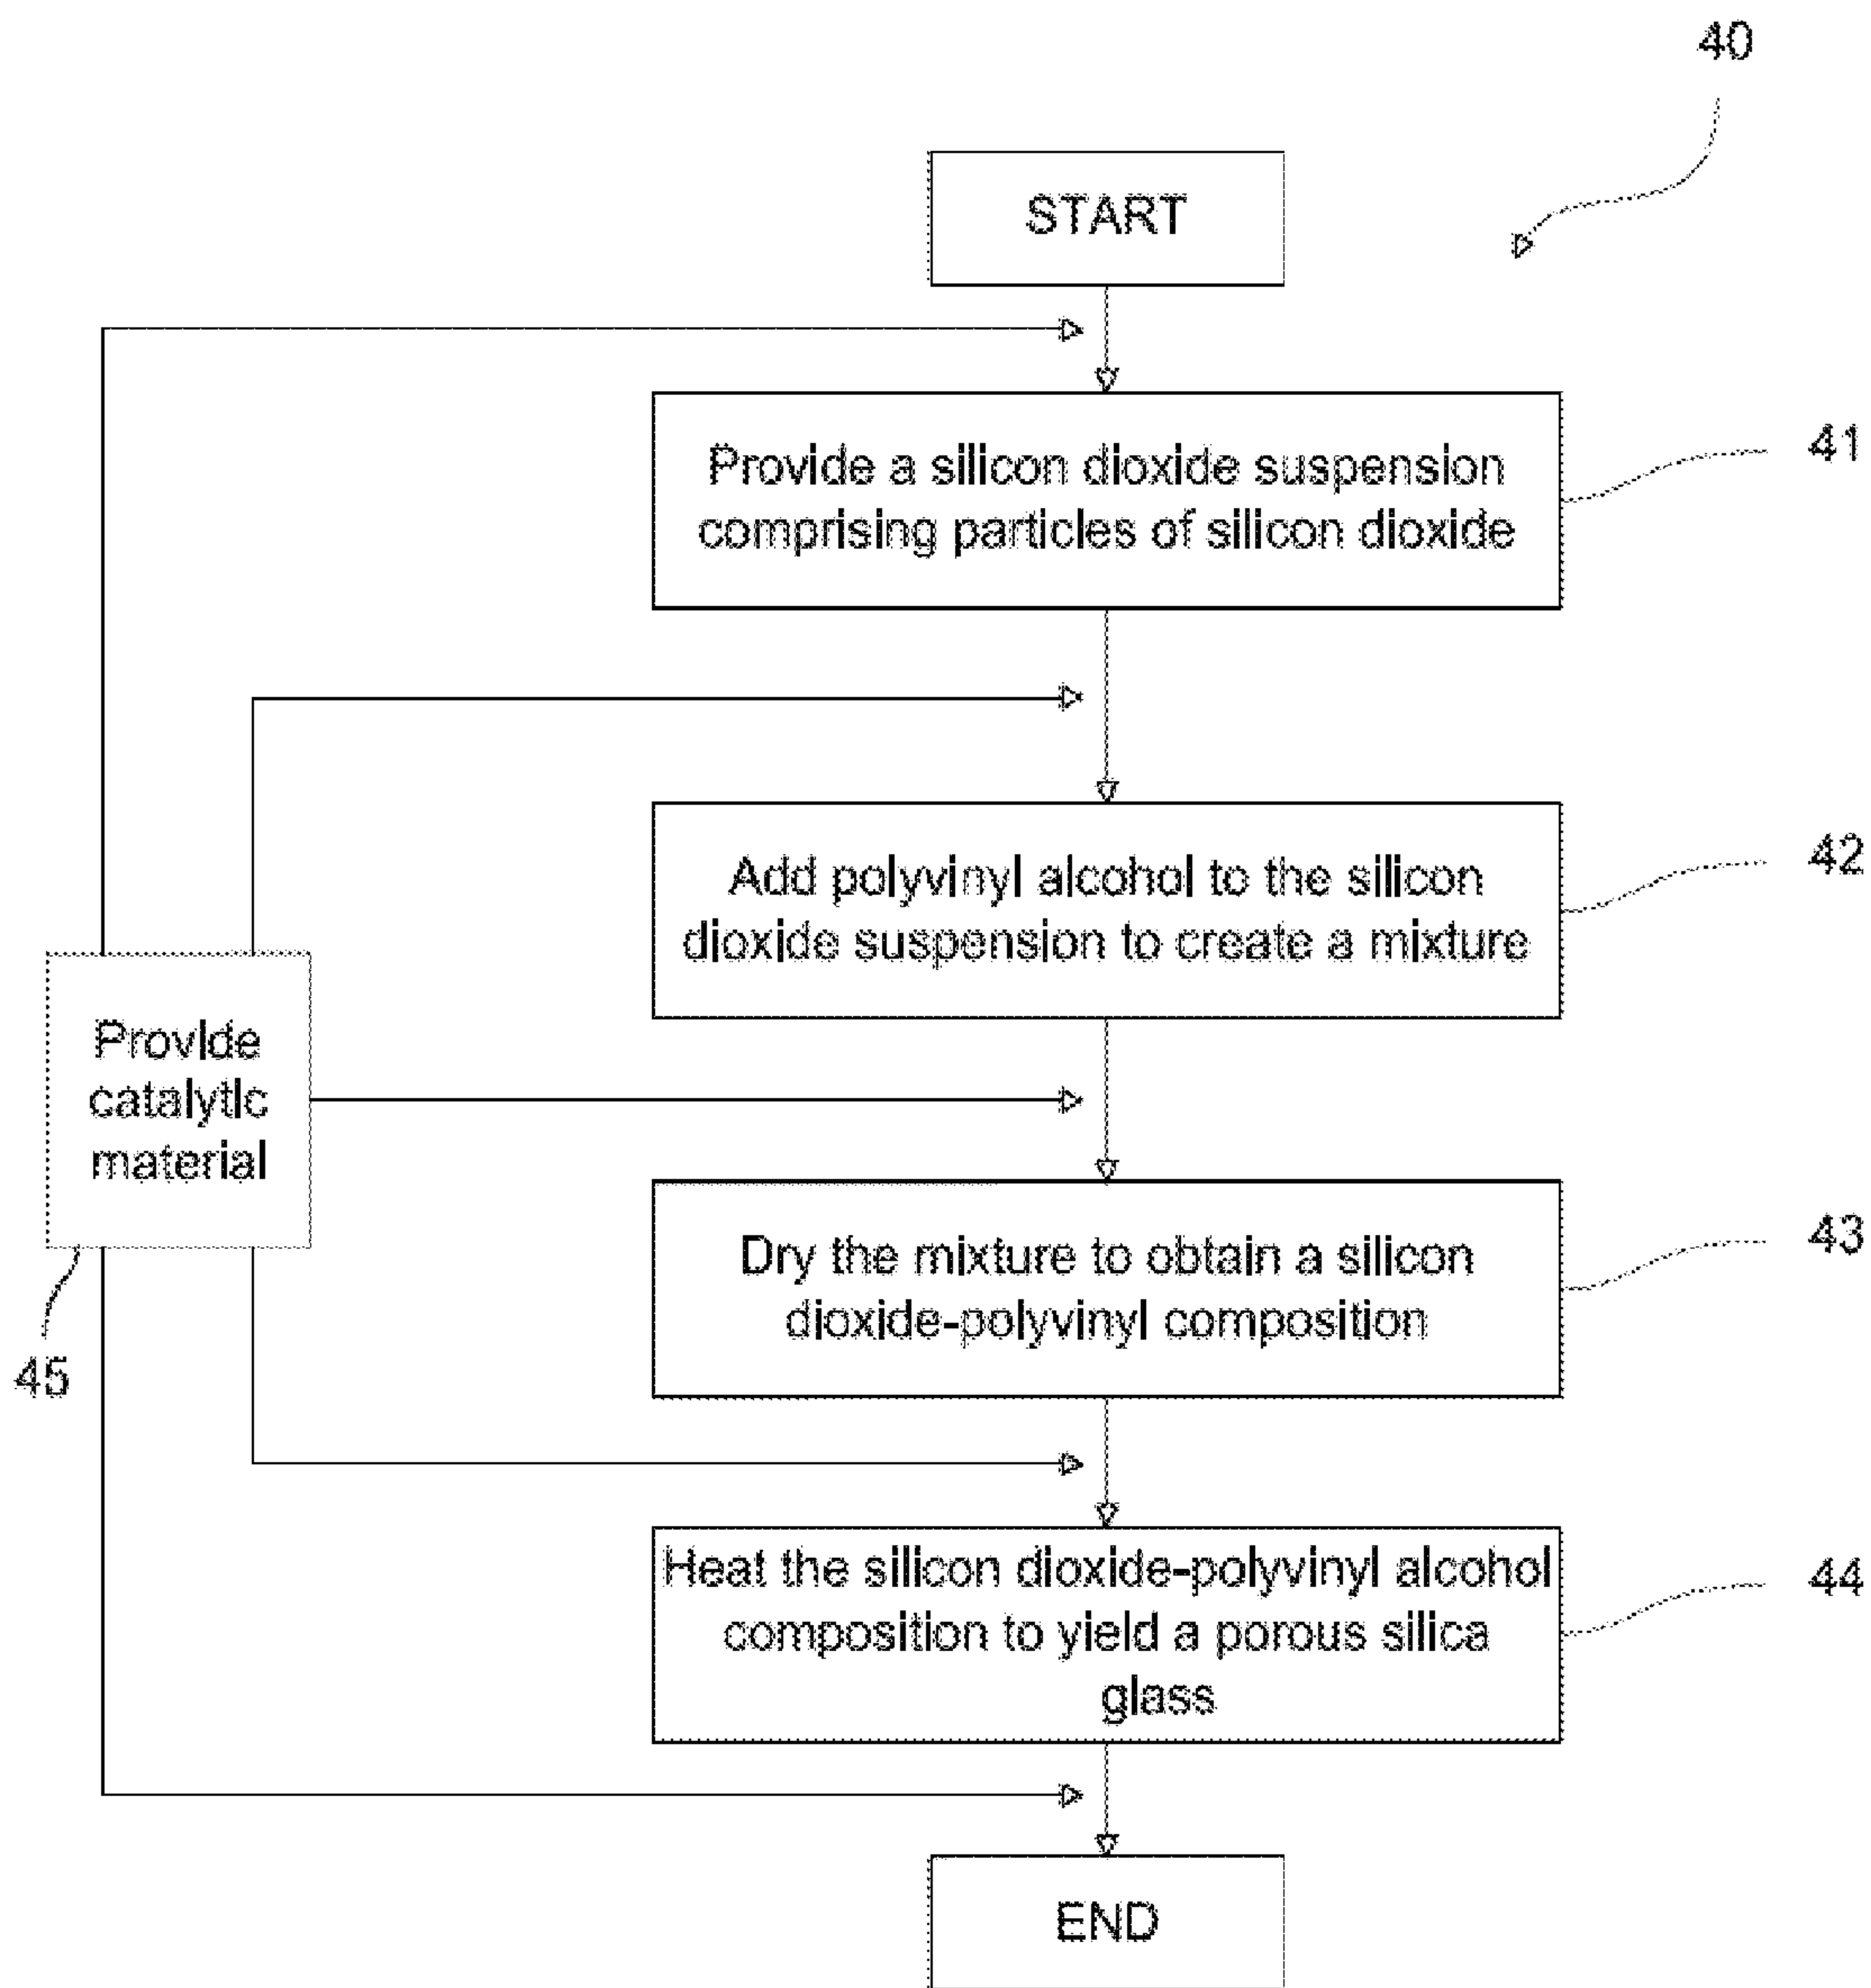 40
START
Provide a silicon dioxide suspension
comprising particles of silicon dioxide
41
Add polyvinyl alcohol to the silicon
dioxide suspension to create a mixture
42
Provide
catalytic
material
45
Dry the mixture to obtain a silicon
dioxide-polyvinyl composition
43
Heat the silicon dioxide-polyvinyl alcohol
composition to yield a porous silica
glass
44
END